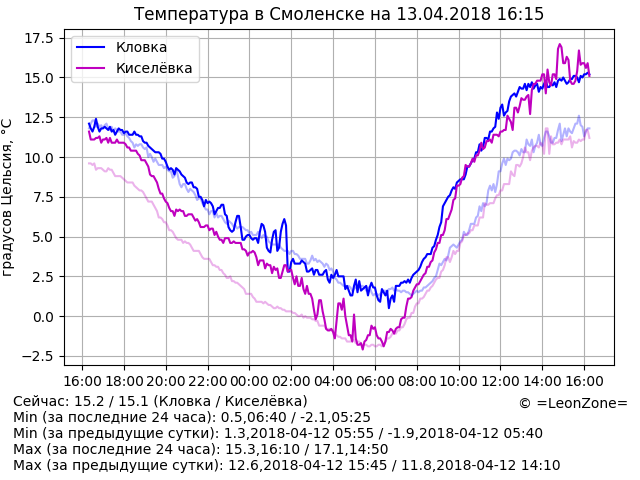 Температура в Смоленске на 13.04.2018 16:15
Кловка
Киселёвка
градусов Цельсия, °C
17.5
15.0
12.5
10.0
7.5
5.0
2.5
0.0
−2.5
16:00 18:00 20:00 22:00 00:00 02:00 04:00 06:00 08:00 10:00 12:00 14:00 16:00
Сейчас: 15.2 / 15.1 (Кловка / Киселёвка)
© =LeonZone=
Min (за последние 24 часа): 0.5,06:40 / -2.1,05:25
Min (за предыдущие сутки): 1.3,2018-04-12 05:55 / -1.9,2018-04-12 05:40
Max (за последние 24 часа): 15.3,16:10 / 17.1,14:50
Max (за предыдущие сутки): 12.6,2018-04-12 15:45 / 11.8,2018-04-12 14:10